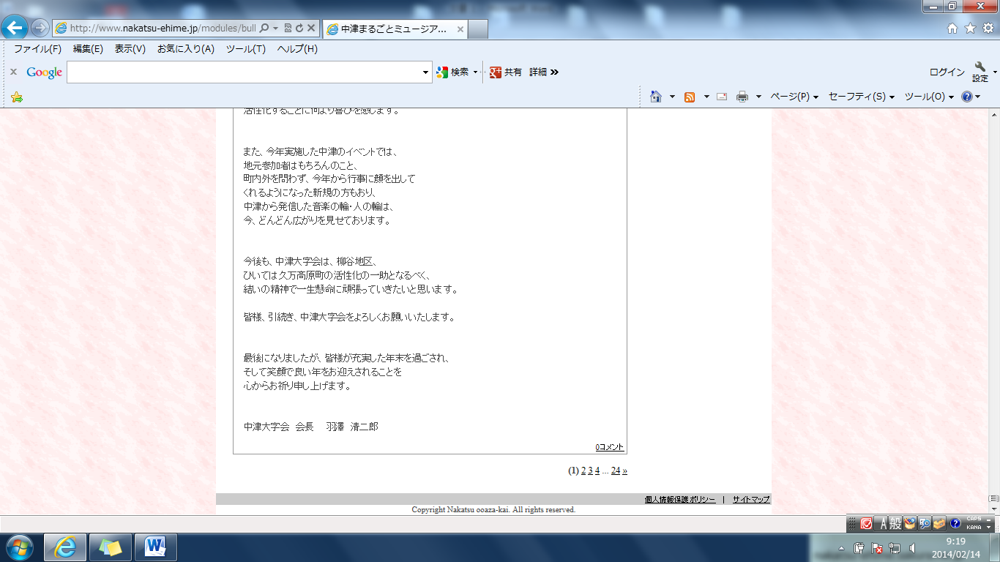 http://www.nakatsu-ehime.jp/modules/bull
中津まるごとミュージア...
ファイル(F) 編集(E) 表示(V) お気に入り(A) ツール(T) ヘルプ(H)
x Google 検索 共有 詳細 »
ログイン 設定
ページ(P) セーフティ(S) ツール(O)
活性化することに何より喜びを感じます。
また、今年実施した中津のイベントでは、
地元参加者はもちろんのこと、
町内外を問わず、今年から行事に顔を出して
くれるようになった新規の方もおり、
中津から発信した音楽の輪・人の輪は、
今、どんどん広がりを見せております。
今後も、中津大字会は、柳谷地区、
ひいては久万高原町の活性化の一助となるべく、
結いの精神で一生懸命に頑張っていきたいと思います。
皆様、引続き、中津大字会をよろしくお願いいたします。
最後になりましたが、皆様が充実した年末を過ごされ、
そして笑顔で良い年をお迎えされることを
心からお祈り申し上げます。
中津大字会 会長 羽澤 清二郎
0コメント
(1) 2 3 4 ... 24 »
個人情報保護ポリシー | サイトマップ
Copyright Nakatsu ooaza-kai. All rights reserved.
A 般 CAPS KANA
9:19
2014/02/14